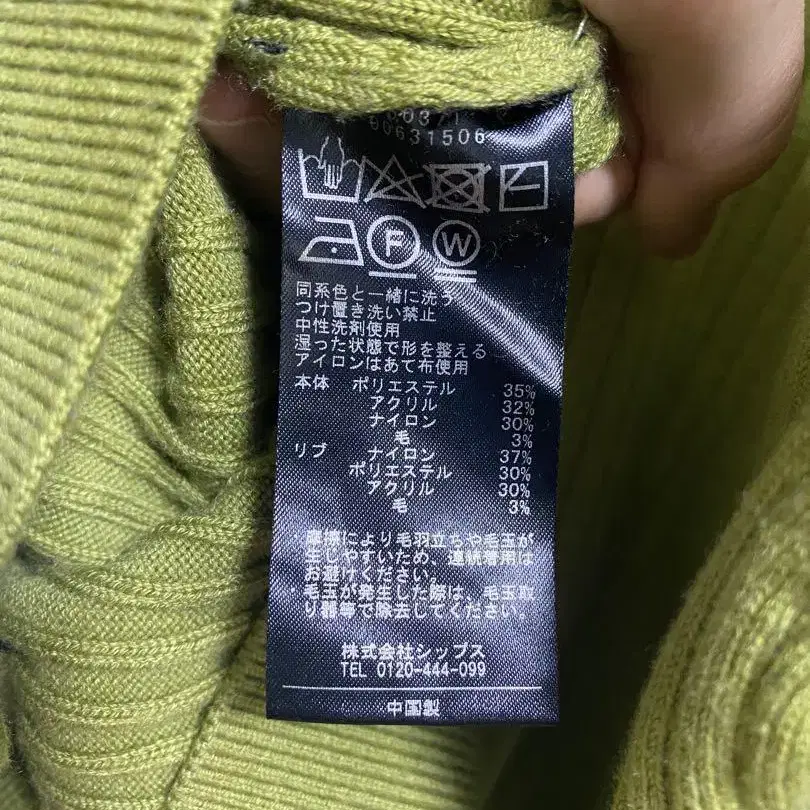 00631506
F W
同系色と一緒に洗う
つけ置き洗い禁止
中性洗剤使用
湿った状態で形を整える
アイロンはあて布使用
本体 ポリエステル 35%
アクリル 32%
ナイロン 30%
毛 3%
リブ ナイロン 37%
ポリエステル 30%
アクリル 30%
毛 3%
・摩擦により毛羽立ちや毛玉が
生じやすいため、連続着用は
お避けください。
・毛玉が発生した際は、毛玉取
り器等で除去してください。
株式会社シップス
TEL 0120-444-099
中国製